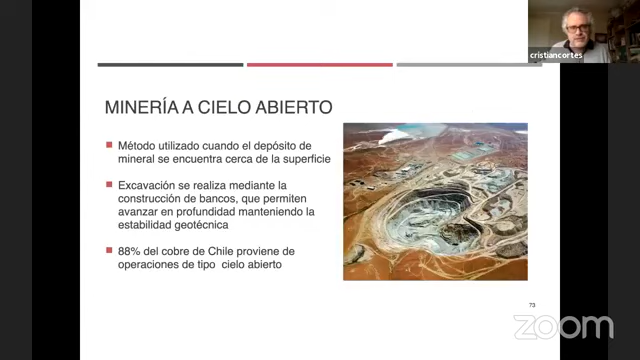 cristiancortes
MINERÍA A CIELO ABIERTO
Método utilizado cuando el depósito de
mineral se encuentra cerca de la superficie
Excavación se realiza mediante la
construcción de bancos, que permiten
avanzar en profundidad manteniendo la
estabilidad geotécnica
88% del cobre de Chile proviene de
operaciones de tipo cielo abierto
73
zoom